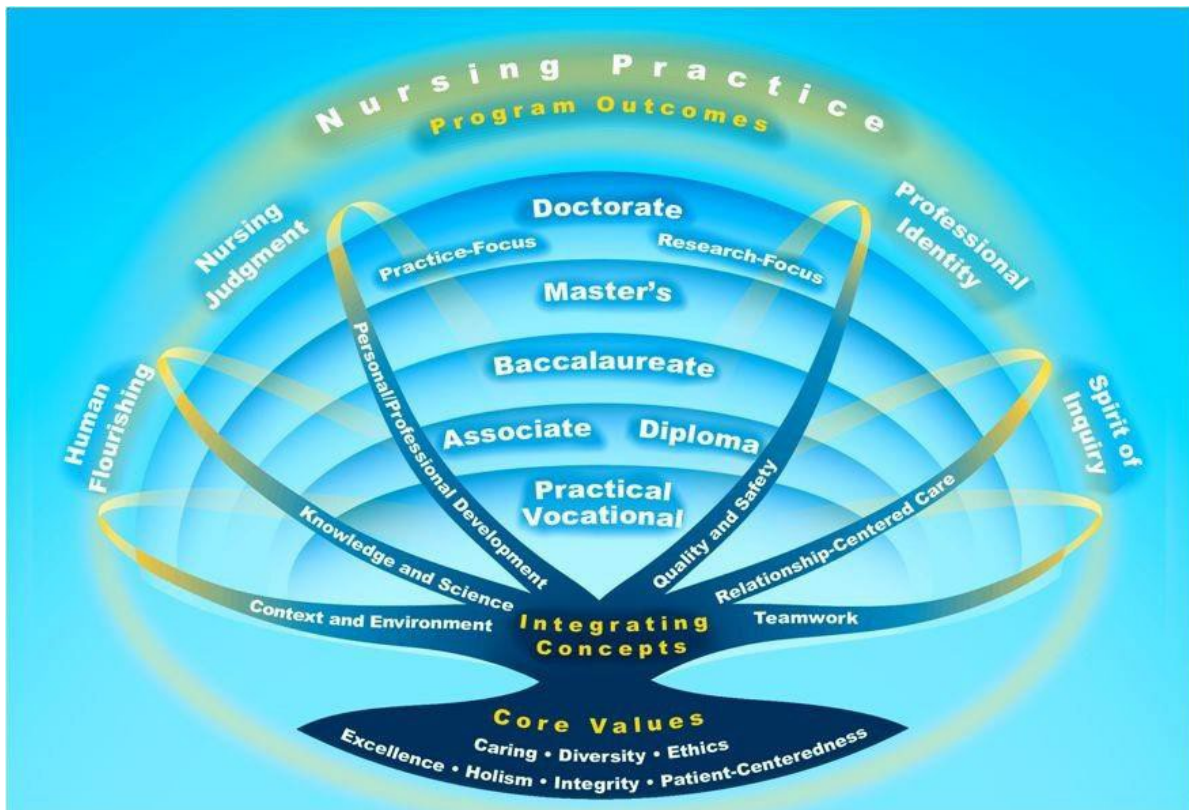 Nursing Practice
Program Outcomes
Nursing
Judgment
Professional
Identity
Human
Flourishing
Spirit of
Inquiry
Doctorate
Practice-Focus
Research-Focus
Master's
Baccalaureate
Associate
Diploma
Practical
Vocational
Personal/Professional Development
Quality and Safety
Knowledge and Science
Relationship-Centered Care
Context and Environment
Teamwork
Integrating
Concepts
Core Values
Caring • Diversity • Ethics
Excellence • Holism • Integrity • Patient-Centeredness